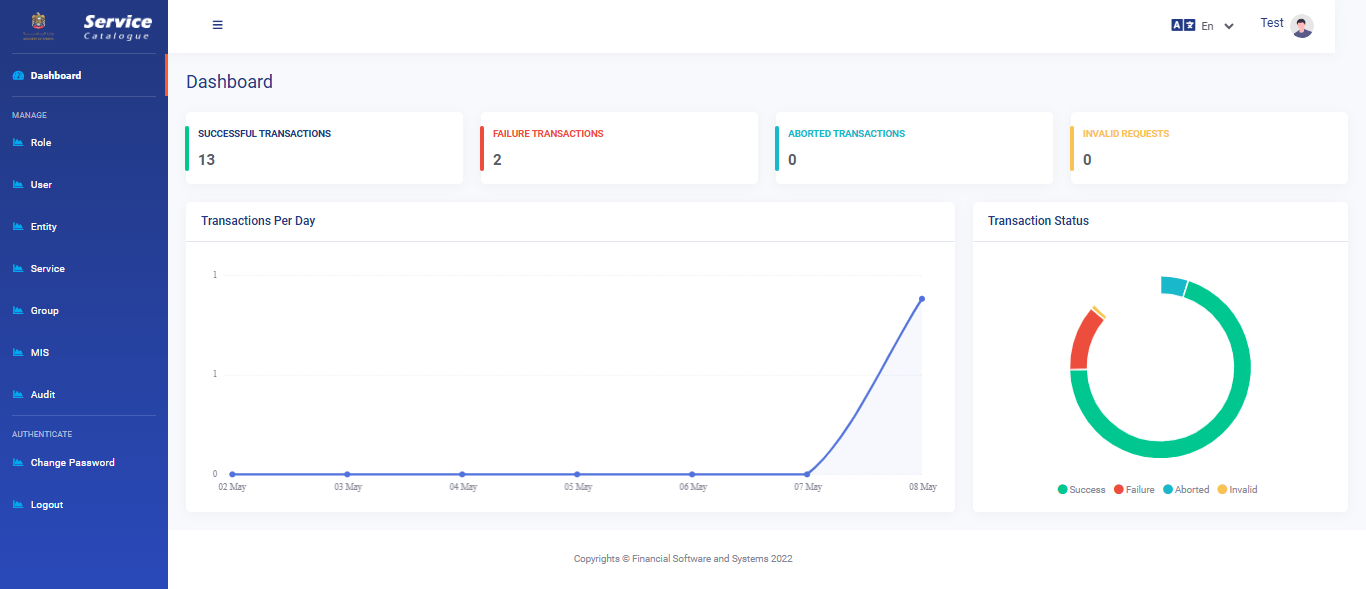 Service
Catalogue
En
Test
Dashboard
MANAGE
Role
User
Entity
Service
Group
MIS
Audit
AUTHENTICATE
Change Password
Logout
Dashboard
SUCCESSFUL TRANSACTIONS
13
FAILURE TRANSACTIONS
2
ABORTED TRANSACTIONS
0
INVALID REQUESTS
0
Transactions Per Day
1
1
0
02 May 03 May 04 May 05 May 06 May 07 May 08 May
Transaction Status
Success Failure Aborted Invalid
Copyrights © Financial Software and Systems 2022